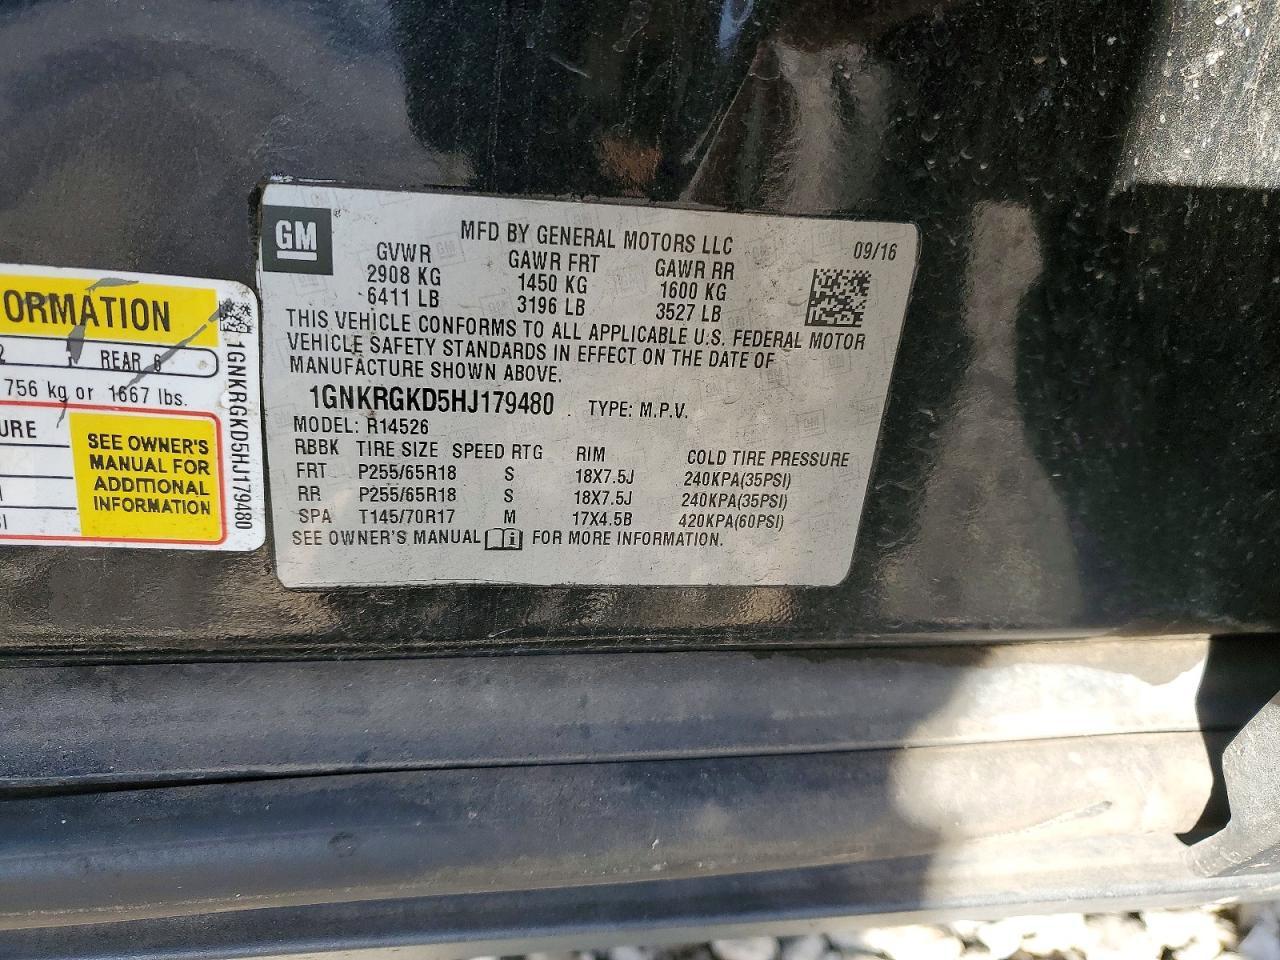 GM
MFD BY GENERAL MOTORS LLC
09/16
GVWR GAWR FRT GAWR RR
2908 KG 1450 KG 1600 KG
6411 LB 3196 LB 3527 LB
THIS VEHICLE CONFORMS TO ALL APPLICABLE U.S. FEDERAL MOTOR
VEHICLE SAFETY STANDARDS IN EFFECT ON THE DATE OF
MANUFACTURE SHOWN ABOVE.
1GNKRGKD5HJ179480 TYPE: M.P.V.
MODEL: R14526
RBBK TIRE SIZE SPEED RTG RIM COLD TIRE PRESSURE
FRT P255/65R18 S 18X7.5J 240KPA(35PSI)
RR P255/65R18 S 18X7.5J 240KPA(35PSI)
SPA T145/70R17 M 17X4.5B 420KPA(60PSI)
SEE OWNER'S MANUAL FOR MORE INFORMATION.
ORMATION
2 REAR 6
756 kg or 1667 lbs.
URE
SEE OWNER'S
MANUAL FOR
ADDITIONAL
INFORMATION
1GNKRGKD5HJ179480